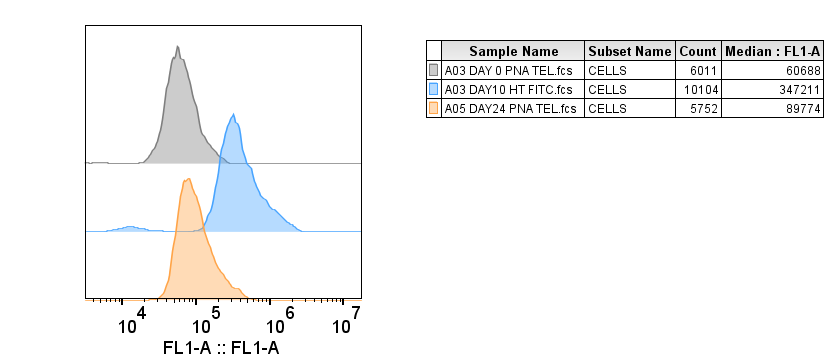 Sample Name Subset Name Count Median : FL1-A
A03 DAY 0 PNA TEL.fcs CELLS 6011 60688
A03 DAY10 HT FITC.fcs CELLS 10104 347211
A05 DAY24 PNA TEL.fcs CELLS 5752 89774
10^4 10^5 10^6 10^7
FL1-A :: FL1-A